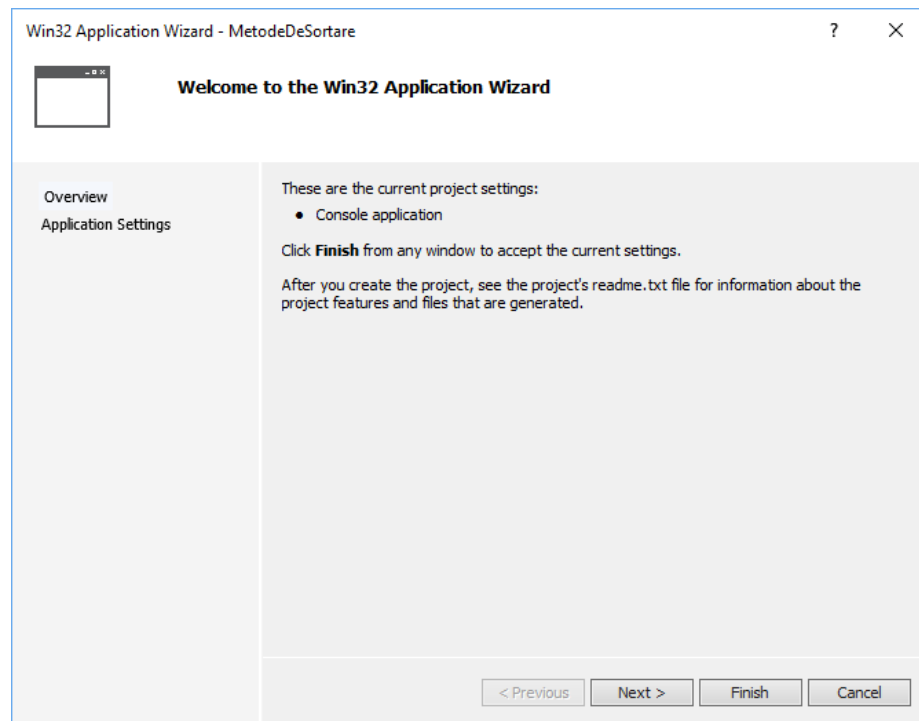 Win32 Application Wizard - MetodeDeSortare
Welcome to the Win32 Application Wizard
Overview
Application Settings
These are the current project settings:
• Console application
Click Finish from any window to accept the current settings.
After you create the project, see the project's readme.txt file for information about the
project features and files that are generated.
< Previous
Next >
Finish
Cancel